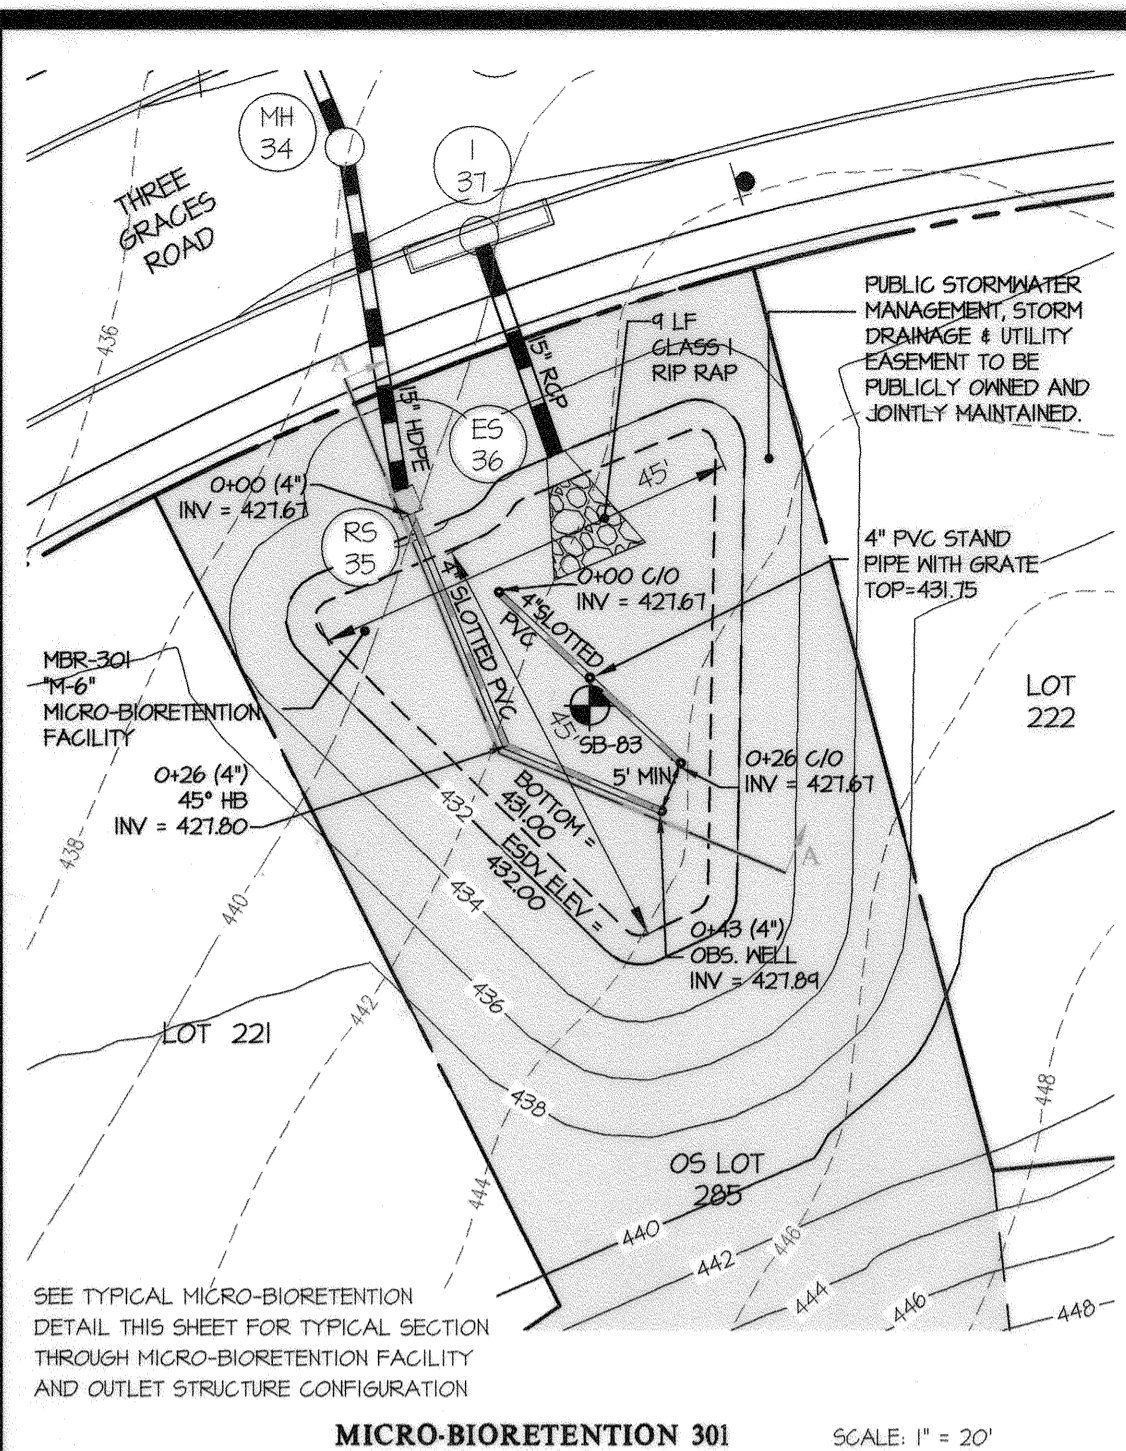 MH
34
I
37
THREE
GRACES
ROAD
436
PUBLIC STORMWATER
MANAGEMENT, STORM
DRAINAGE & UTILITY
EASEMENT TO BE
PUBLICLY OWNED AND
JOINTLY MAINTAINED.
9 LF
CLASS I
RIP RAP
A
15" RCP
15" HDPE
ES
36
45'
0+00 (4")
INV = 427.67
RS
35
4" PVC STAND
PIPE WITH GRATE
TOP=431.75
0+00 C/O
INV = 427.67
4" SLOTTED PVC
4" SLOTTED
PVC
MBR-301
"M-6"
MICRO-BIORETENTION
FACILITY
LOT
222
45'
SB-83
5' MIN.
0+26 C/O
INV = 427.67
0+26 (4")
45° HB
INV = 427.80
432
BOTTOM =
431.00
ESDv ELEV =
432.00
A
438
440
434
0+43 (4")
OBS. WELL
INV = 427.89
436
442
LOT 221
438
448
OS LOT
285
444
440
446
442
444
446
448
SEE TYPICAL MICRO-BIORETENTION
DETAIL THIS SHEET FOR TYPICAL SECTION
THROUGH MICRO-BIORETENTION FACILITY
AND OUTLET STRUCTURE CONFIGURATION
MICRO-BIORETENTION 301
SCALE: 1" = 20'